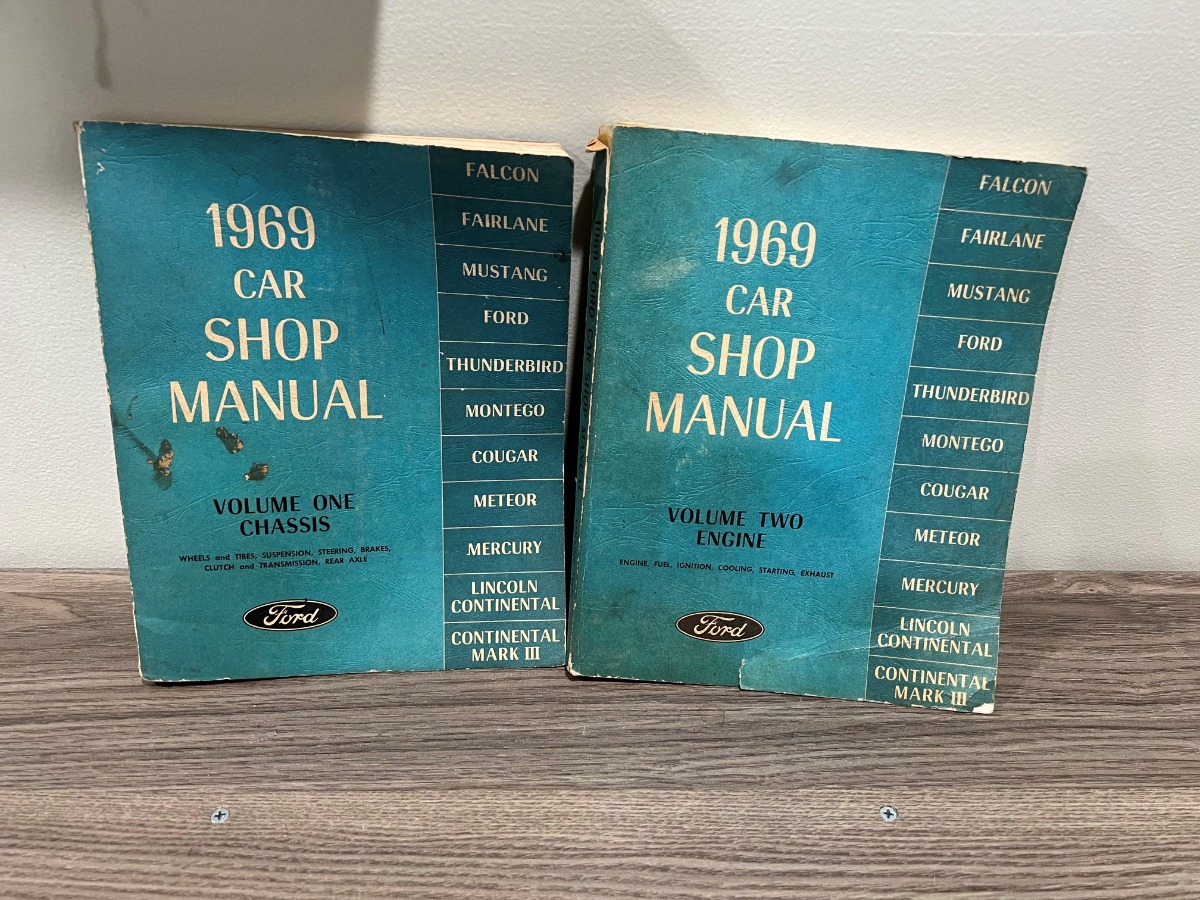 1969
CAR
SHOP
MANUAL
VOLUME ONE
CHASSIS
WHEELS and TIRES, SUSPENSION, STEERING, BRAKES,
CLUTCH and TRANSMISSION, REAR AXLE
Ford
FALCON
FAIRLANE
MUSTANG
FORD
THUNDERBIRD
MONTEGO
COUGAR
METEOR
MERCURY
LINCOLN
CONTINENTAL
CONTINENTAL
MARK III
1969
CAR
SHOP
MANUAL
VOLUME TWO
ENGINE
ENGINE, FUEL, IGNITION, COOLING, STARTING, EXHAUST
Ford
FALCON
FAIRLANE
MUSTANG
FORD
THUNDERBIRD
MONTEGO
COUGAR
METEOR
MERCURY
LINCOLN
CONTINENTAL
CONTINENTAL
MARK III